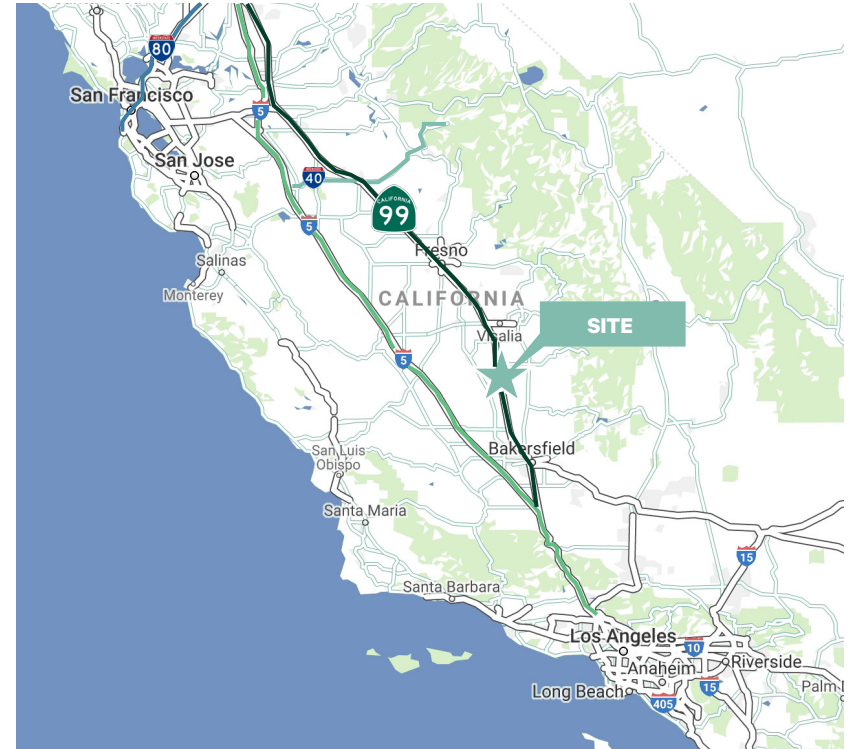 80
San Francisco
5
San Jose
40
CALIFORNIA
99
5
Fresno
Salinas
Monterey
CALIFORNIA
SITE
Visalia
5
San Luis
Obispo
Bakersfield
Santa Maria
15
Santa Barbara
Los Angeles
10
Anaheim
Riverside
Long Beach
15
Palm
405